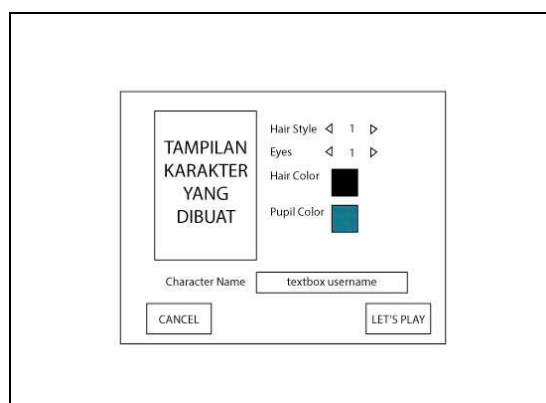 TAMPILAN
KARAKTER
YANG
DIBUAT
Hair Style 1
Eyes 1
Hair Color
Pupil Color
Character Name textbox username
CANCEL LET'S PLAY